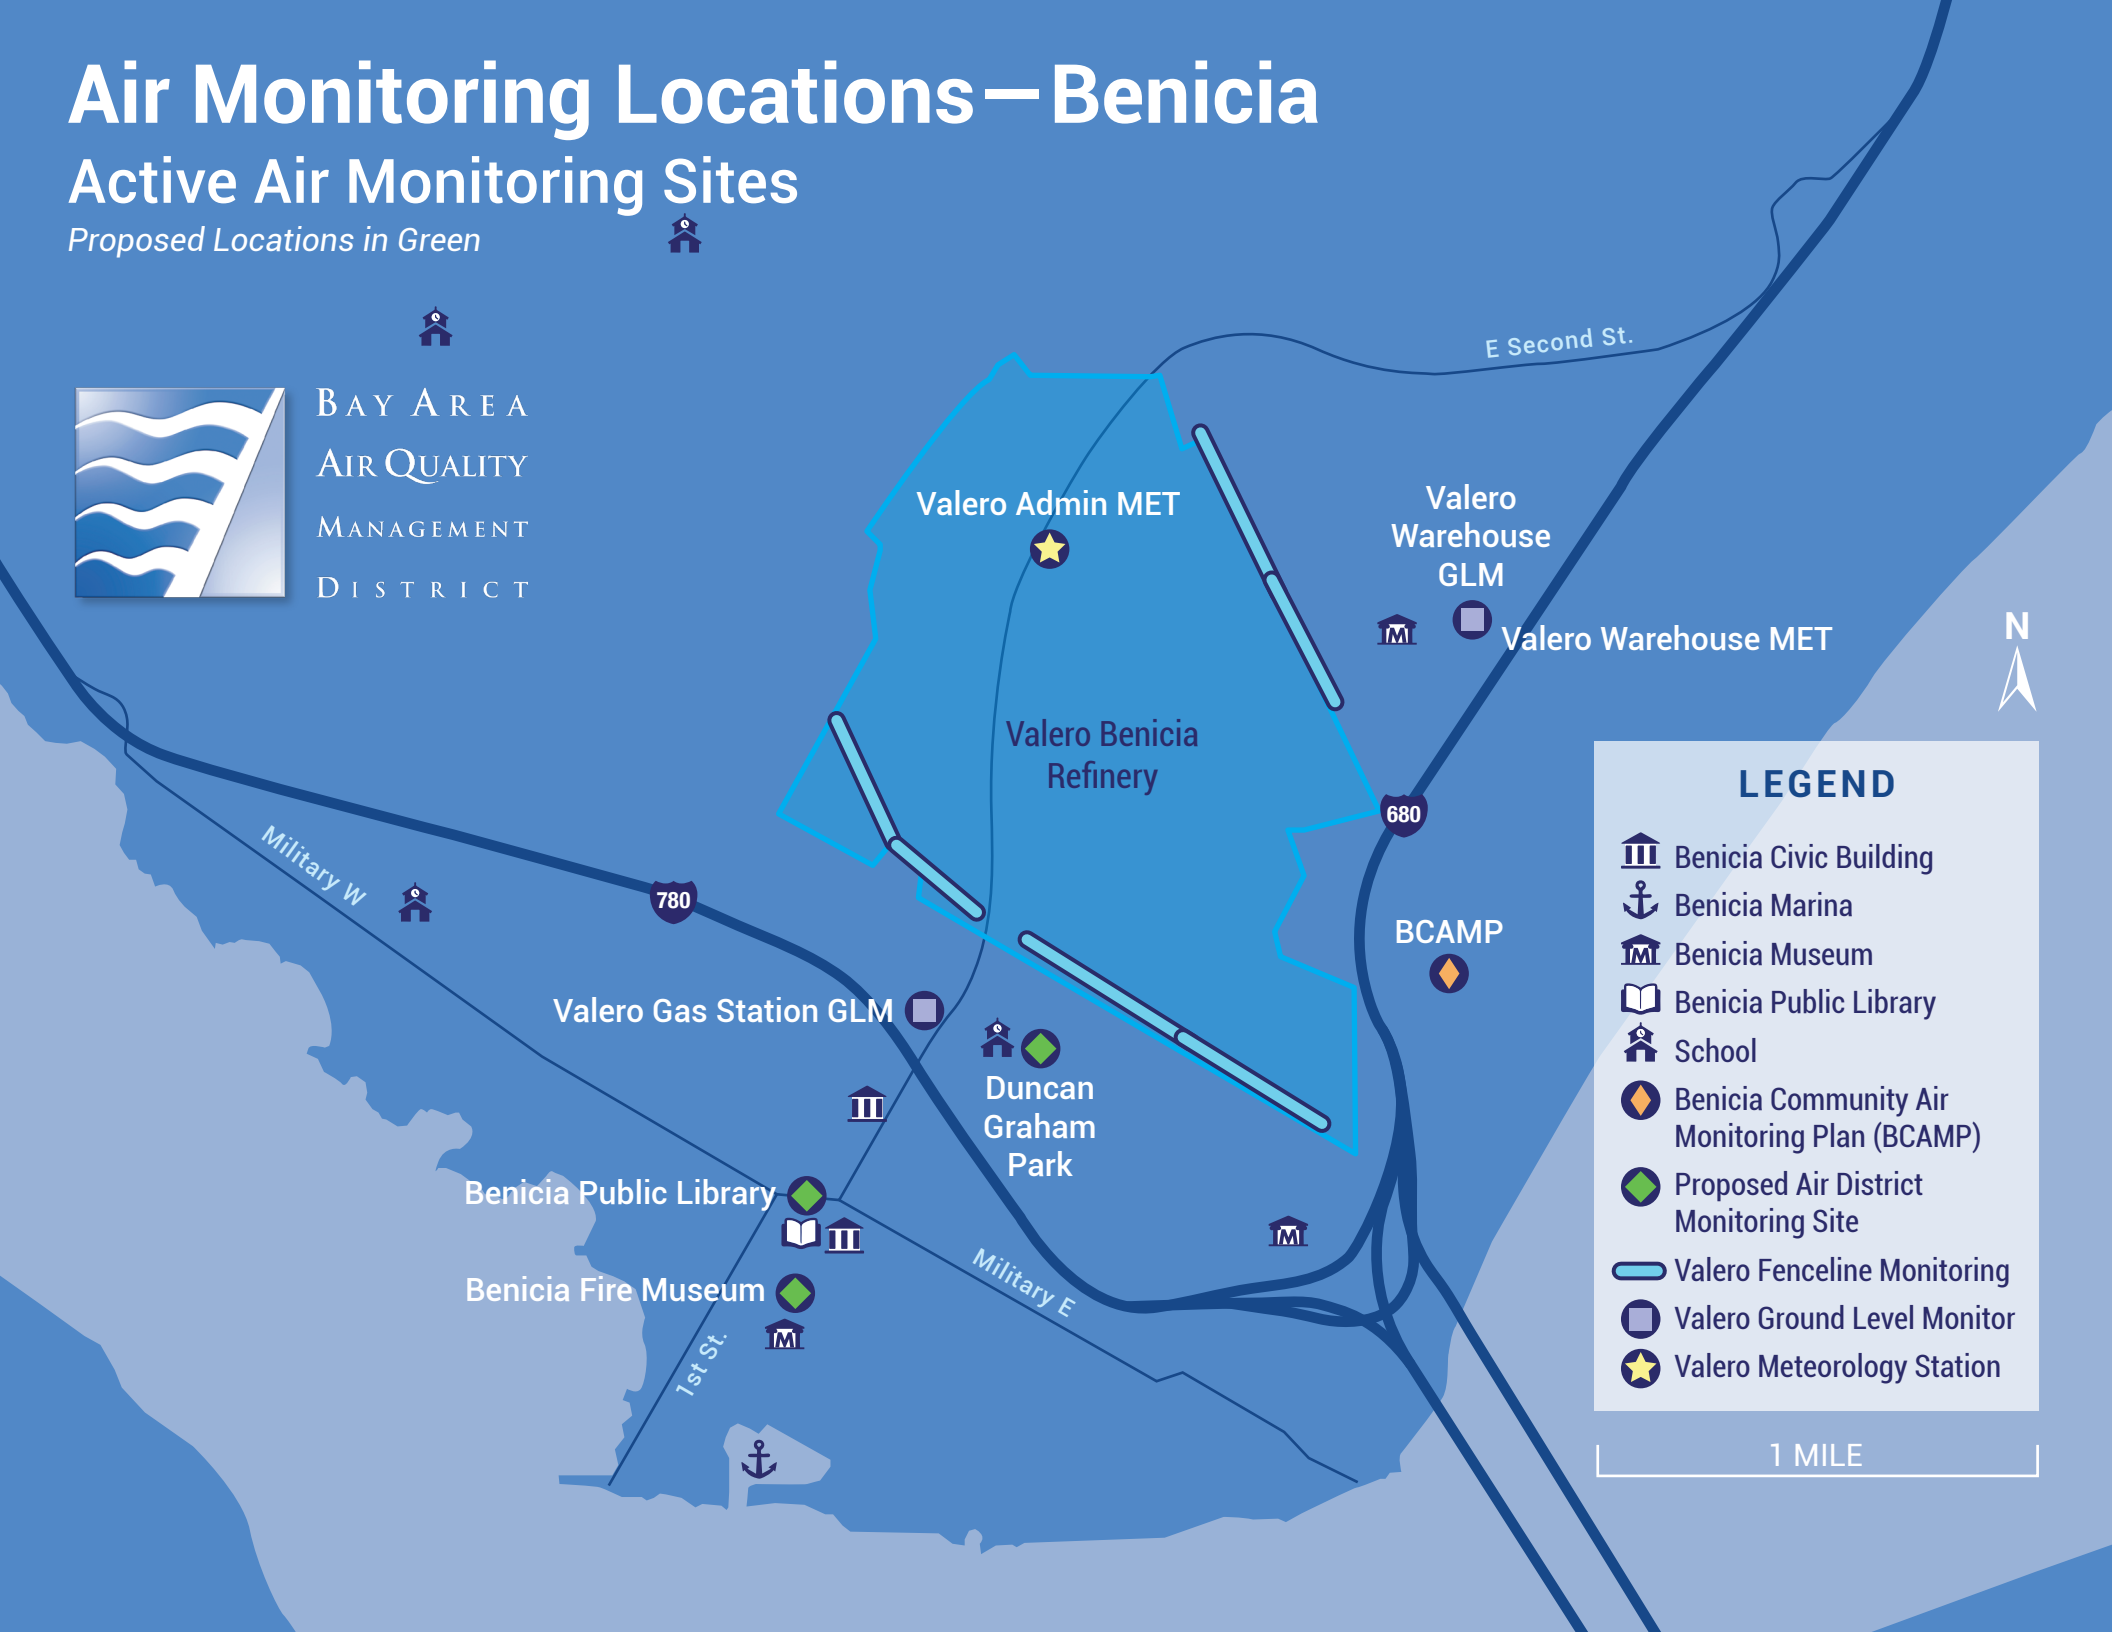 Air Monitoring Locations—Benicia
Active Air Monitoring Sites
Proposed Locations in Green
BAY AREA
AIR QUALITY
MANAGEMENT
DISTRICT
E Second St.
Valero Admin MET
Valero
Warehouse
GLM
Valero Warehouse MET
N
Valero Benicia
Refinery
680
Military W
780
BCAMP
Valero Gas Station GLM
Duncan
Graham
Park
Benicia Public Library
Benicia Fire Museum
Military E
1st St.
LEGEND
Benicia Civic Building
Benicia Marina
M
Benicia Museum
Benicia Public Library
School
Benicia Community Air
Monitoring Plan (BCAMP)
Proposed Air District
Monitoring Site
Valero Fenceline Monitoring
Valero Ground Level Monitor
Valero Meteorology Station
1 MILE